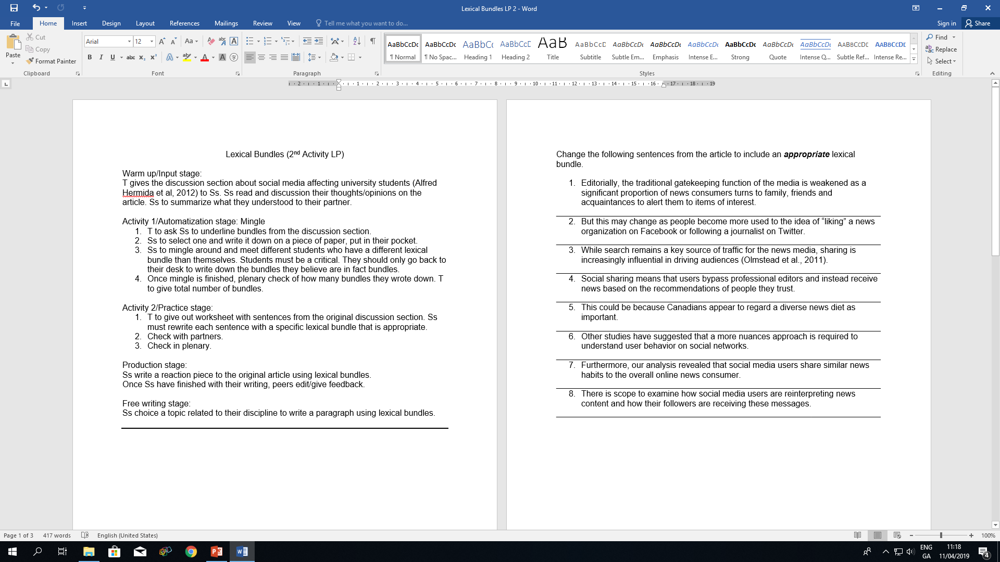 Lexical Bundles LP 2 - Word
File Home Insert Design Layout References Mailings Review View Tell me what you want to do... Sign in Share
Paste Cut Copy Format Painter
Arial 12
AaBbCcDc AaBbCcDc AaBbCc AaBbCcD AaB AaBbCcD AaBbCcDc AaBbCcDc AaBbCcDc AaBbCcDc AaBbCcDc AaBbCcDc AABBCCDE AABBCCDE
¶ Normal ¶ No Spac... Heading 1 Heading 2 Title Subtitle Subtle Em... Emphasis Intense E... Strong Quote Intense Q... Subtle Ref... Intense Re...
Find Replace Select
Clipboard Font Paragraph Styles Editing
2 1 1 2 3 4 5 6 7 8 9 10 11 12 13 14 15 16 17 18 19
Lexical Bundles (2nd Activity LP)
Warm up/Input stage:
T gives the discussion section about social media affecting university students (Alfred
Hermida et al, 2012) to Ss. Ss read and discussion their thoughts/opinions on the
article. Ss to summarize what they understood to their partner.
Activity 1/Automatization stage: Mingle
1. T to ask Ss to underline bundles from the discussion section.
2. Ss to select one and write it down on a piece of paper, put in their pocket.
3. Ss to mingle around and meet different students who have a different lexical
bundle than themselves. Students must be a critical. They should only go back to
their desk to write down the bundles they believe are in fact bundles.
4. Once mingle is finished, plenary check of how many bundles they wrote down. T
to give total number of bundles.
Activity 2/Practice stage:
1. T to give out worksheet with sentences from the original discussion section. Ss
must rewrite each sentence with a specific lexical bundle that is appropriate.
2. Check with partners.
3. Check in plenary.
Production stage:
Ss write a reaction piece to the original article using lexical bundles.
Once Ss have finished with their writing, peers edit/give feedback.
Free writing stage:
Ss choice a topic related to their discipline to write a paragraph using lexical bundles.
Change the following sentences from the article to include an appropriate lexical
bundle.
1. Editorially, the traditional gatekeeping function of the media is weakened as a
significant proportion of news consumers turns to family, friends and
acquaintances to alert them to items of interest.
2. But this may change as people become more used to the idea of “liking” a news
organization on Facebook or following a journalist on Twitter.
3. While search remains a key source of traffic for the news media, sharing is
increasingly influential in driving audiences (Olmstead et al., 2011).
4. Social sharing means that users bypass professional editors and instead receive
news based on the recommendations of people they trust.
5. This could be because Canadians appear to regard a diverse news diet as
important.
6. Other studies have suggested that a more nuances approach is required to
understand user behavior on social networks.
7. Furthermore, our analysis revealed that social media users share similar news
habits to the overall online news consumer.
8. There is scope to examine how social media users are reinterpreting news
content and how their followers are receiving these messages.
Page 1 of 3 417 words English (United States) 100%
ENG 11:18
GA 11/04/2019 4